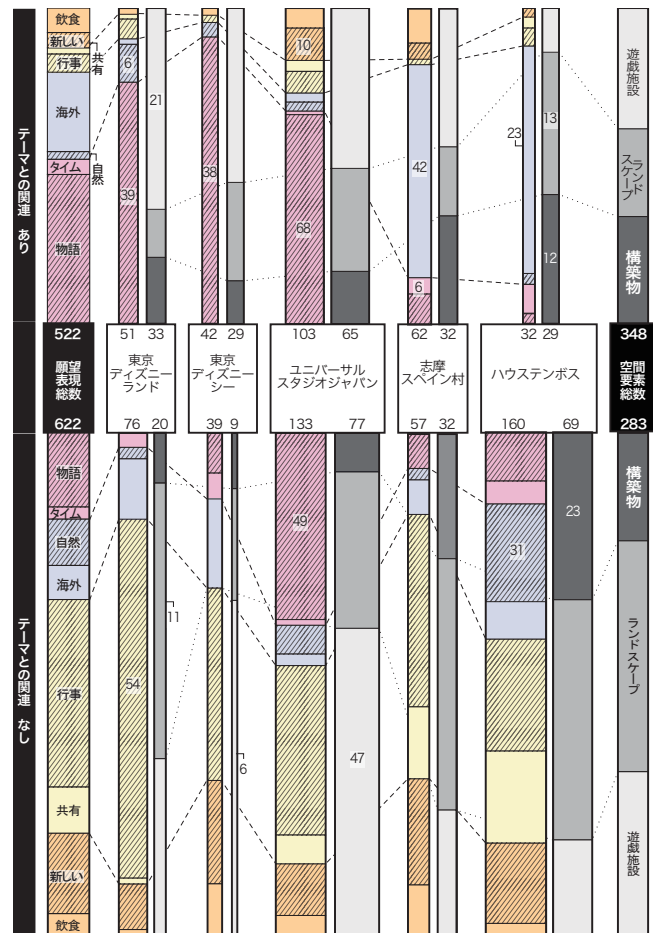 テーマとの関連 あり
テーマとの関連 なし
飲食
新しい
共有
行事
海外
自然
タイム
物語
6
39
21
38
10
68
42
6
23
13
12
遊戯施設
ランド
スケープ
構築物
522
願望
表現
総数
622
51 33
東京
ディズニー
ランド
76 20
42 29
東京
ディズニー
シー
39 9
103 65
ユニバーサル
スタジオジャパン
133 77
62 32
志摩
スペイン村
57 32
32 29
ハウステンボス
160 69
348
空間
要素
総数
283
物語
タイム
自然
海外
行事
共有
新しい
飲食
54
11
6
49
47
31
23
構築物
ランドスケープ
遊戯施設